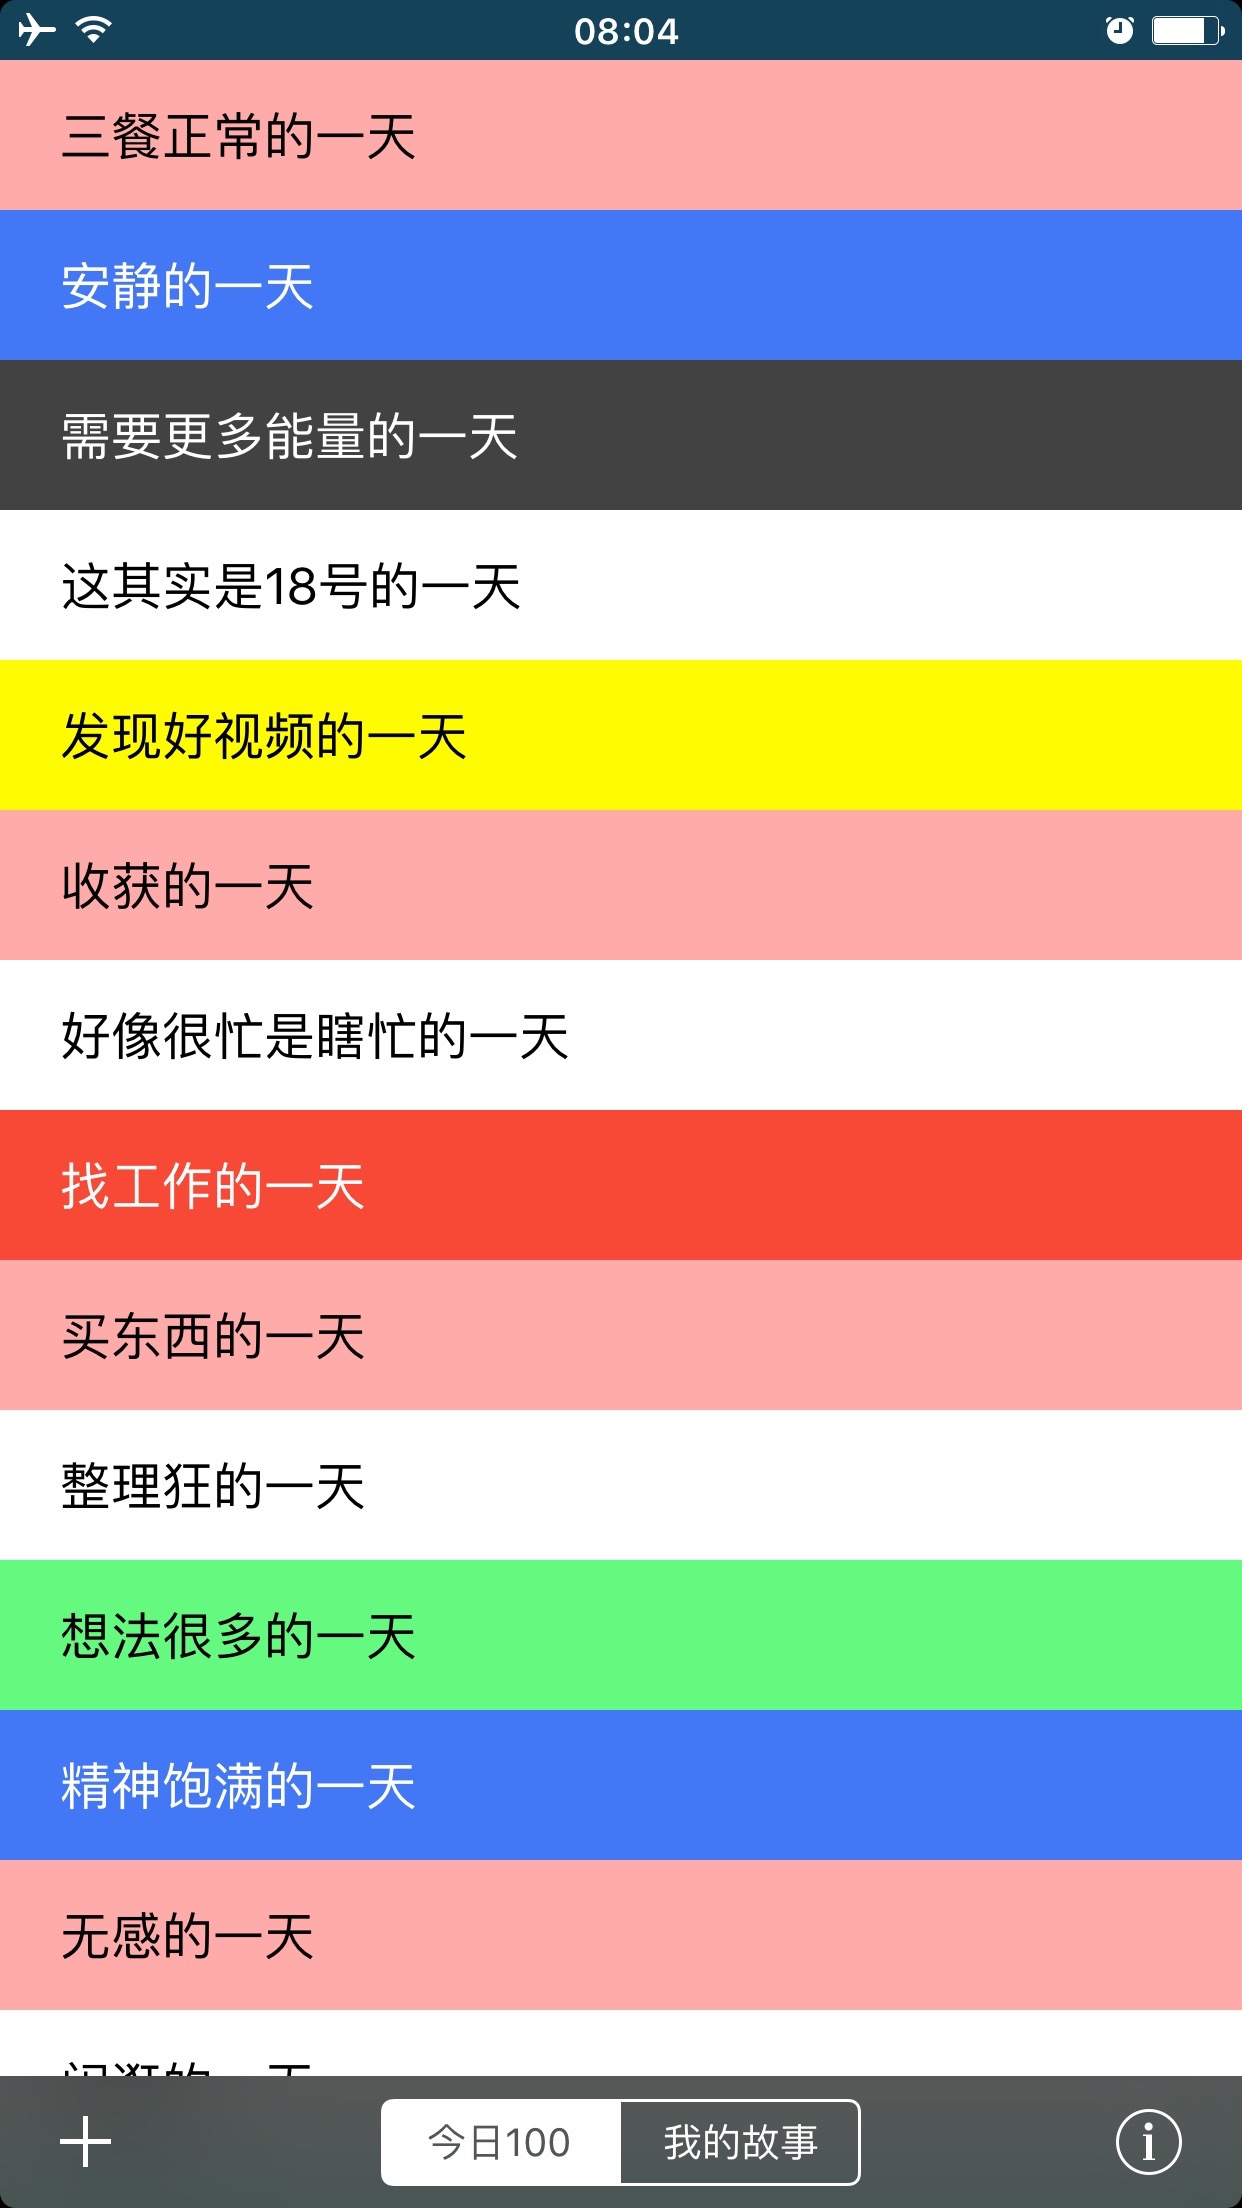 08:04
三餐正常的一天
安静的一天
需要更多能量的一天
这其实是18号的一天
发现好视频的一天
收获的一天
好像很忙是瞎忙的一天
找工作的一天
买东西的一天
整理狂的一天
想法很多的一天
精神饱满的一天
无感的一天
闲逛的一天
今日100 我的故事